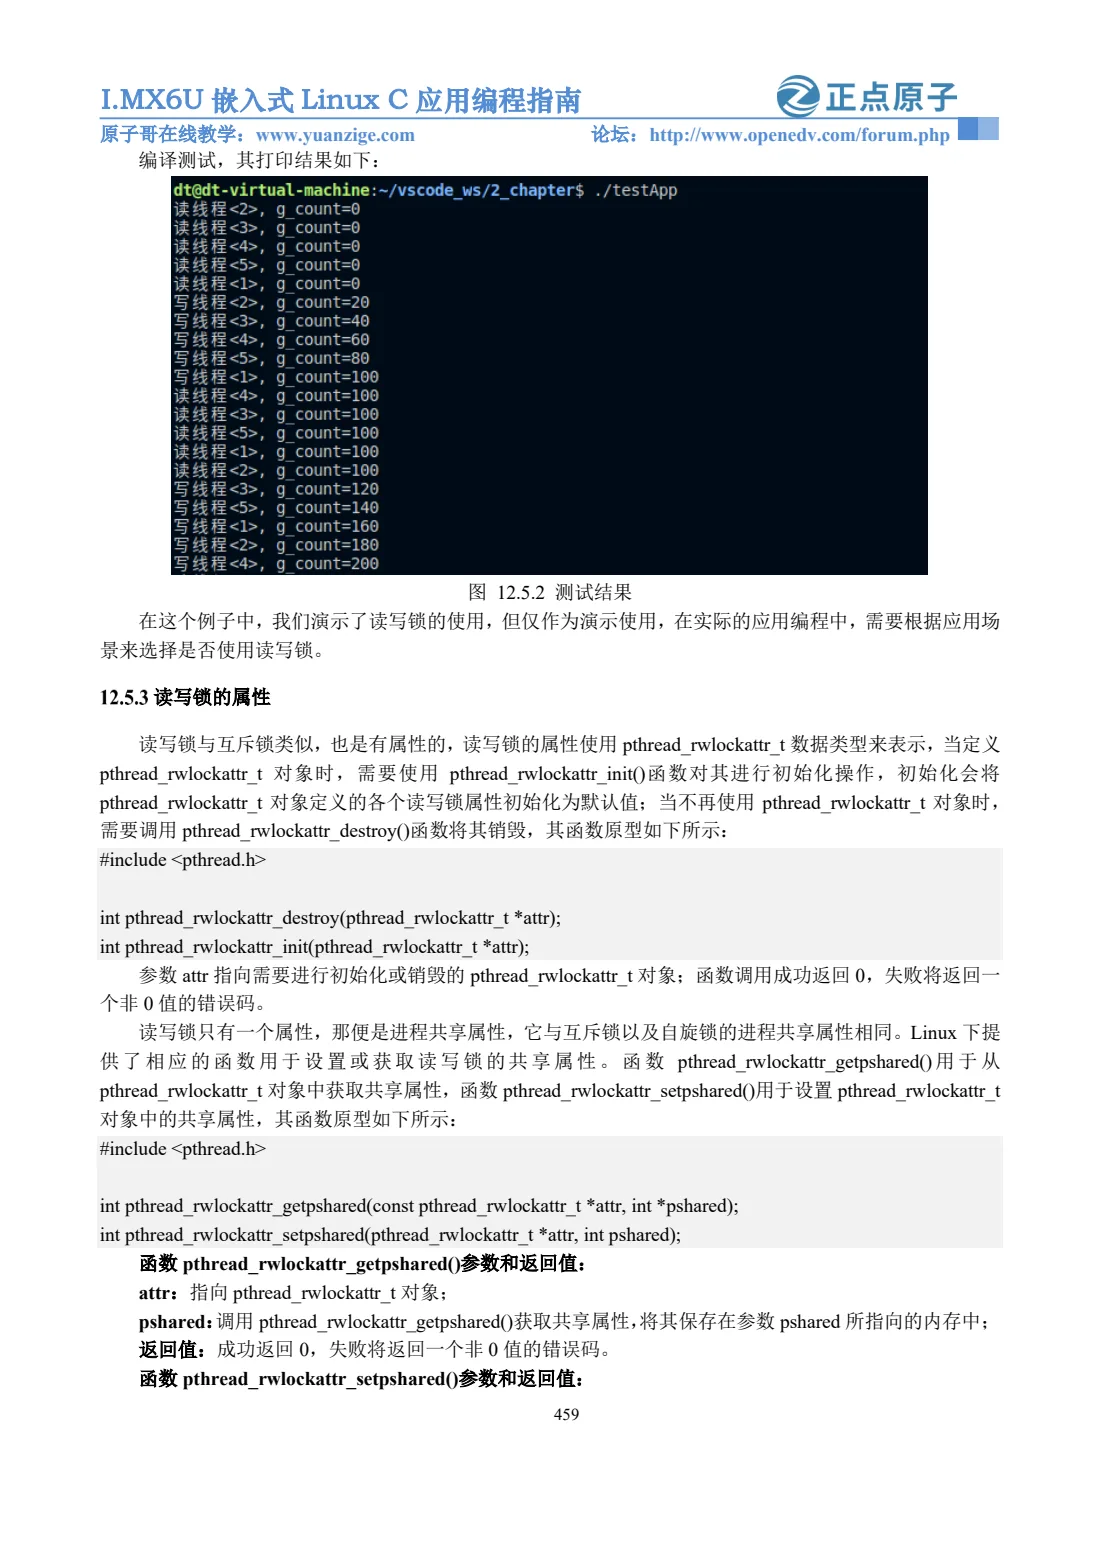 I.MX6U 嵌入式 Linux C 应用编程指南
正点原子
原子哥在线教学：www.yuanzige.com 论坛：http://www.openedv.com/forum.php
编译测试，其打印结果如下：
dt@dt-virtual-machine:~/vscode_ws/2_chapter$ ./testApp
读线程<2>, g_count=0
读线程<3>, g_count=0
读线程<4>, g_count=0
读线程<5>, g_count=0
读线程<1>, g_count=0
写线程<2>, g_count=20
写线程<3>, g_count=40
写线程<4>, g_count=60
写线程<5>, g_count=80
写线程<1>, g_count=100
读线程<4>, g_count=100
读线程<3>, g_count=100
读线程<5>, g_count=100
读线程<1>, g_count=100
读线程<2>, g_count=100
写线程<3>, g_count=120
写线程<5>, g_count=140
写线程<1>, g_count=160
写线程<2>, g_count=180
写线程<4>, g_count=200
图 12.5.2 测试结果
在这个例子中，我们演示了读写锁的使用，但仅作为演示使用，在实际的应用编程中，需要根据应用场
景来选择是否使用读写锁。
12.5.3 读写锁的属性
读写锁与互斥锁类似，也是有属性的，读写锁的属性使用 pthread_rwlockattr_t 数据类型来表示，当定义
pthread_rwlockattr_t 对象时，需要使用 pthread_rwlockattr_init()函数对其进行初始化操作，初始化会将
pthread_rwlockattr_t 对象定义的各个读写锁属性初始化为默认值；当不再使用 pthread_rwlockattr_t 对象时，
需要调用 pthread_rwlockattr_destroy()函数将其销毁，其函数原型如下所示：
#include <pthread.h>
int pthread_rwlockattr_destroy(pthread_rwlockattr_t *attr);
int pthread_rwlockattr_init(pthread_rwlockattr_t *attr);
参数 attr 指向需要进行初始化或销毁的 pthread_rwlockattr_t 对象；函数调用成功返回 0，失败将返回一
个非 0 值的错误码。
读写锁只有一个属性，那便是进程共享属性，它与互斥锁以及自旋锁的进程共享属性相同。Linux 下提
供了相应的函数用于设置或获取读写锁的共享属性。函数 pthread_rwlockattr_getpshared()用于从
pthread_rwlockattr_t 对象中获取共享属性，函数 pthread_rwlockattr_setpshared()用于设置 pthread_rwlockattr_t
对象中的共享属性，其函数原型如下所示：
#include <pthread.h>
int pthread_rwlockattr_getpshared(const pthread_rwlockattr_t *attr, int *pshared);
int pthread_rwlockattr_setpshared(pthread_rwlockattr_t *attr, int pshared);
函数 pthread_rwlockattr_getpshared()参数和返回值：
attr：指向 pthread_rwlockattr_t 对象；
pshared：调用 pthread_rwlockattr_getpshared()获取共享属性，将其保存在参数 pshared 所指向的内存中；
返回值：成功返回 0，失败将返回一个非 0 值的错误码。
函数 pthread_rwlockattr_setpshared()参数和返回值：
459